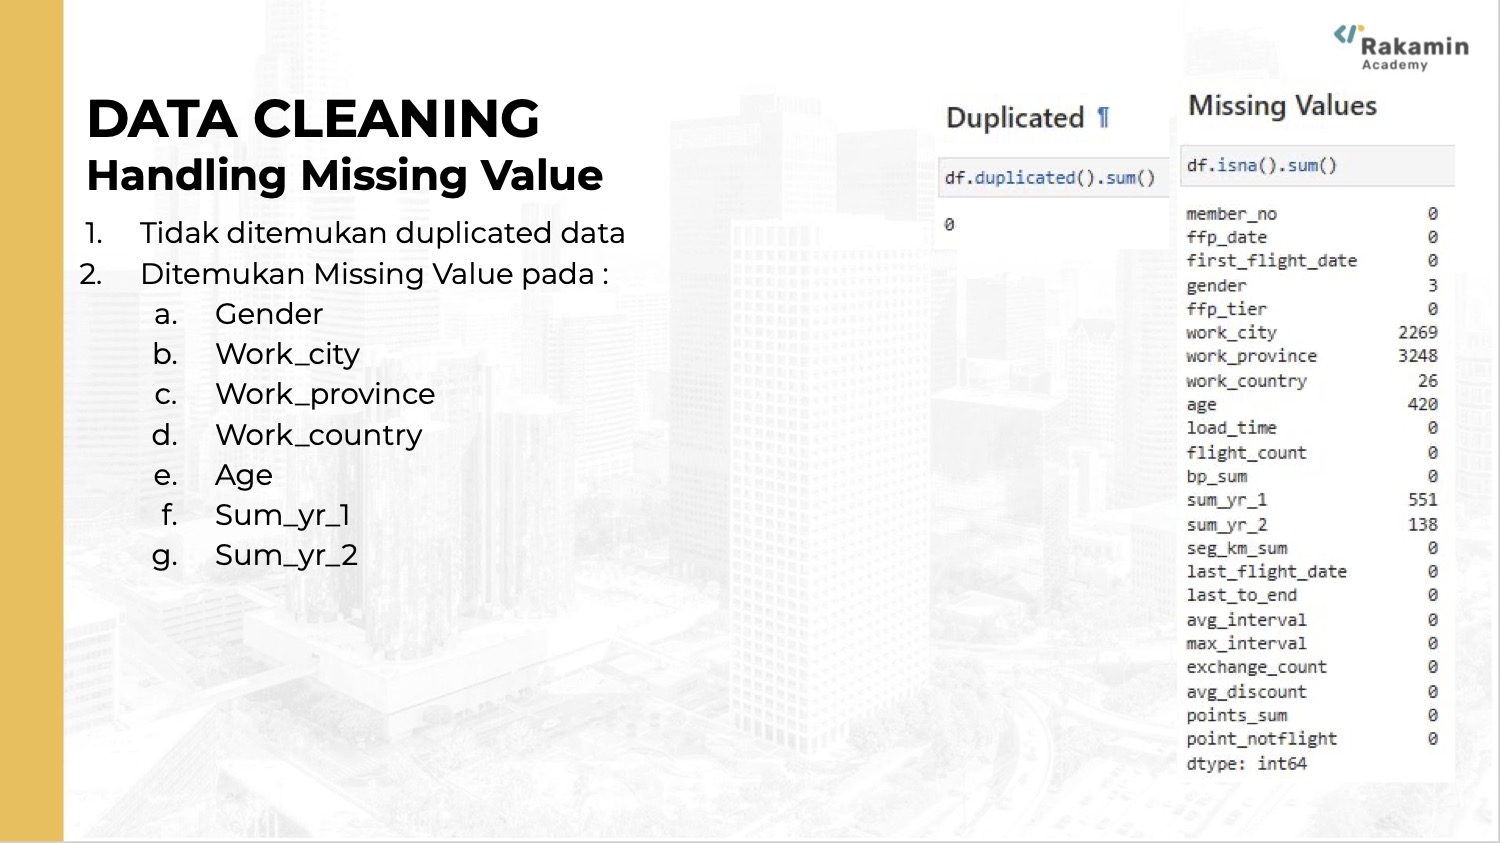 Rakamin
Academy
DATA CLEANING
Handling Missing Value
1. Tidak ditemukan duplicated data
2. Ditemukan Missing Value pada :
a. Gender
b. Work_city
c. Work_province
d. Work_country
e. Age
f. Sum_yr_1
g. Sum_yr_2
Duplicated ¶
df.duplicated().sum()
0
Missing Values
df.isna().sum()
member_no 0
ffp_date 0
first_flight_date 0
gender 3
ffp_tier 0
work_city 2269
work_province 3248
work_country 26
age 420
load_time 0
flight_count 0
bp_sum 0
sum_yr_1 551
sum_yr_2 138
seg_km_sum 0
last_flight_date 0
last_to_end 0
avg_interval 0
max_interval 0
exchange_count 0
avg_discount 0
points_sum 0
point_notflight 0
dtype: int64